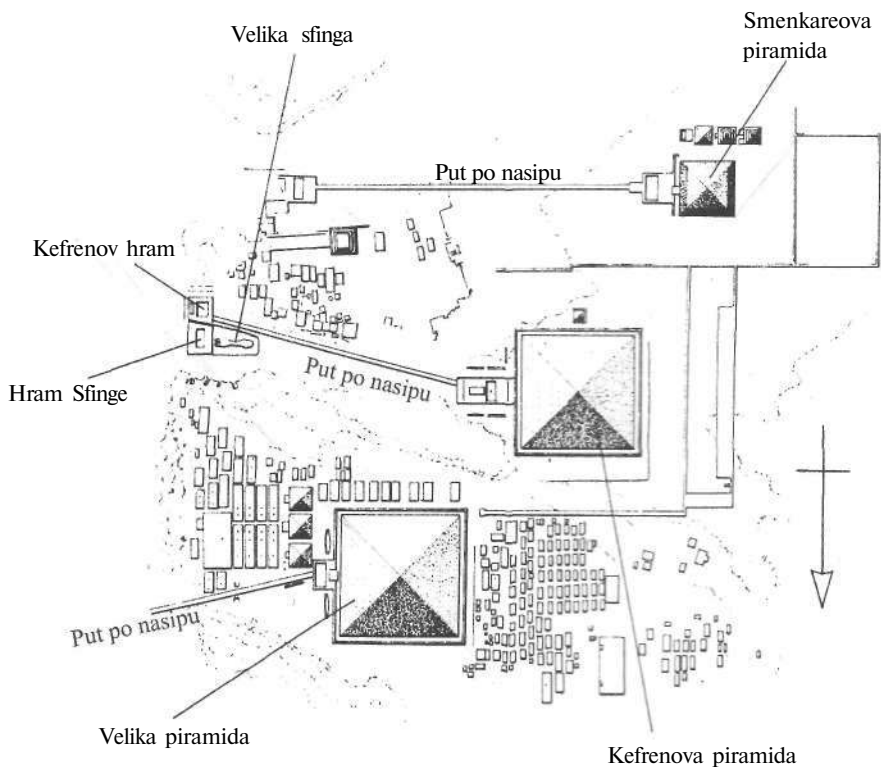 Velika sfinga
Smenkareova
piramida
Put po nasipu
Kefrenov hram
Put po nasipu
Hram Sfinge
Put po nasipu
Velika piramida
Kefrenova piramida